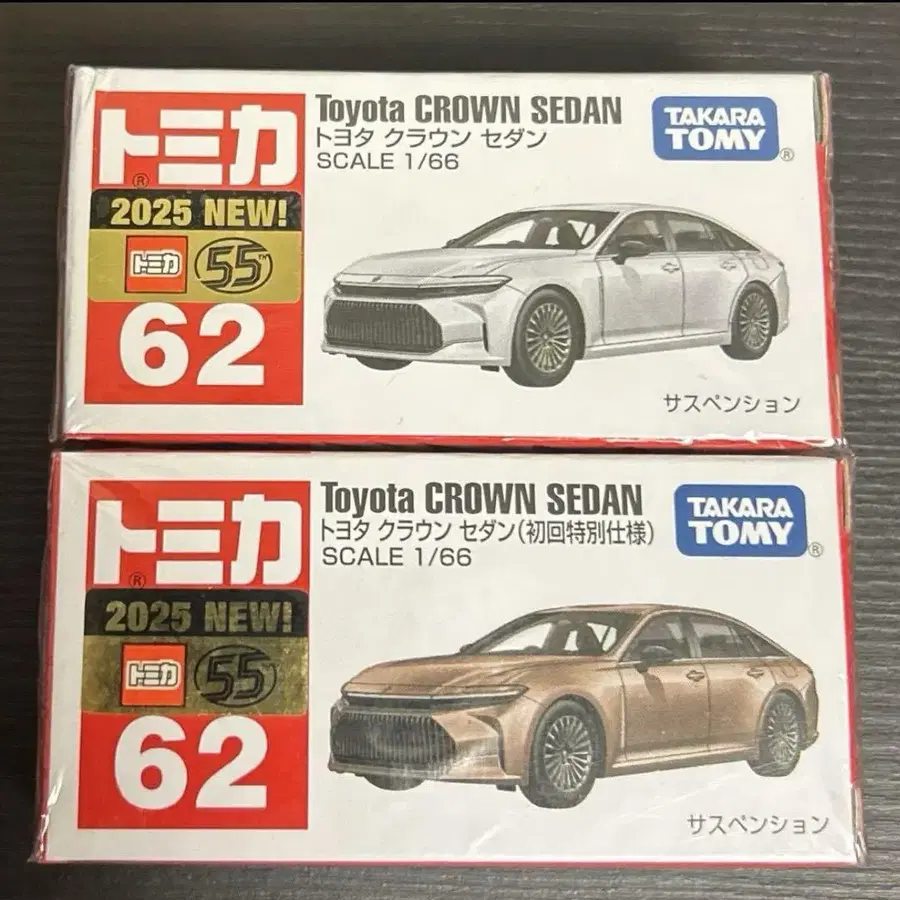 トミカ
®
2025 NEW!
トミカ 55™
62
Toyota CROWN SEDAN
トヨタ クラウン セダン
SCALE 1/66
TAKARA
TOMY®
サスペンション
トミカ
®
2025 NEW!
トミカ 55
62
Toyota CROWN SEDAN
トヨタ クラウン セダン(初回特別仕様)
SCALE 1/66
TAKARA
TOMY®
サスペンション